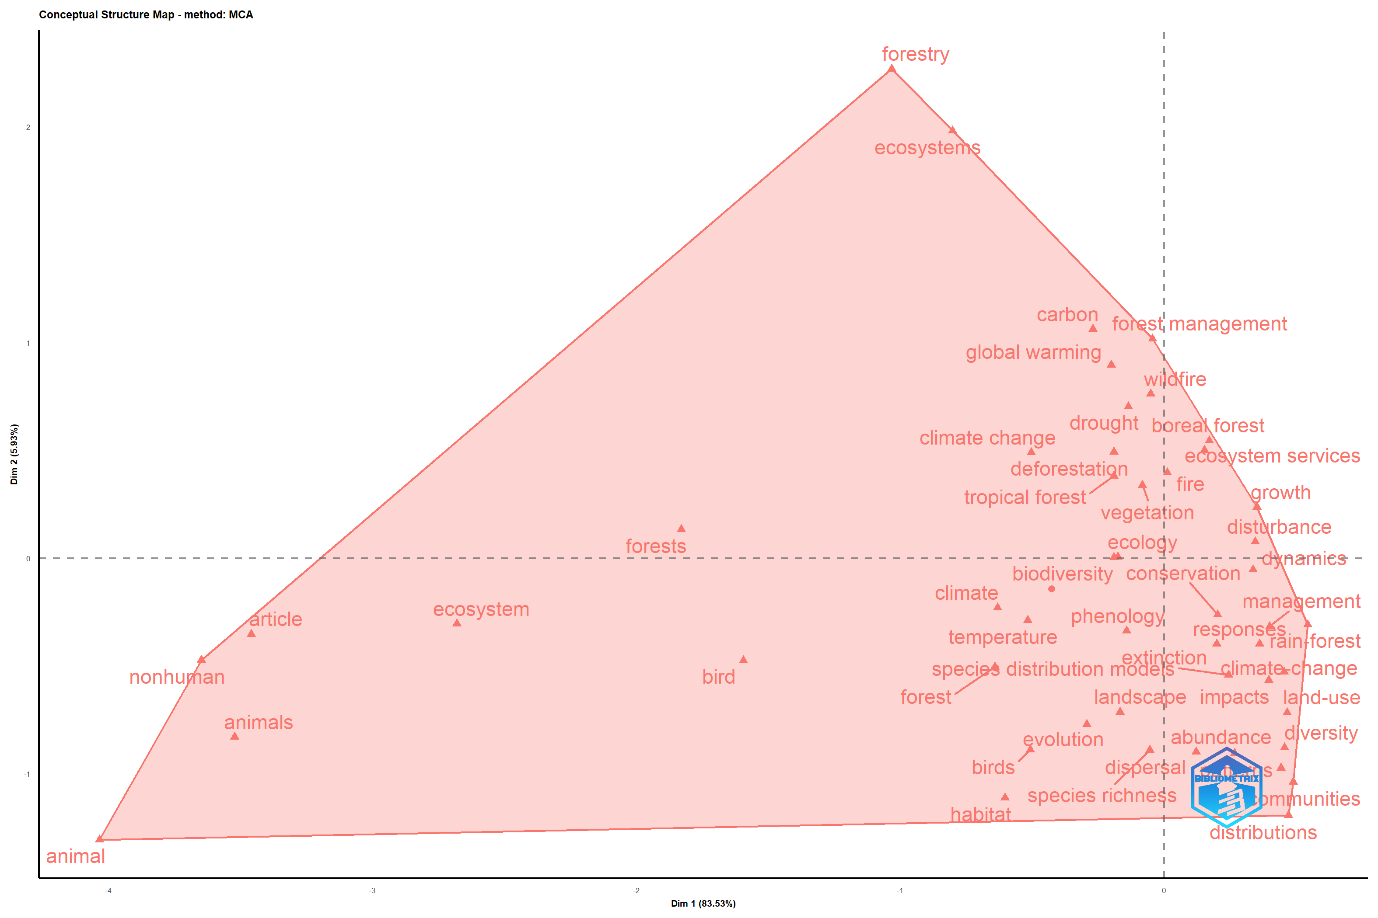 Conceptual Structure Map - method: MCA
forestry
ecosystems
2
carbon
forest management
1
global warming
wildfire
drought
boreal forest
climate change
ecosystem services
deforestation
fire
tropical forest
growth
vegetation
disturbance
forests
ecology
0
dynamics
biodiversity
conservation
climate
management
ecosystem
article
phenology
responses
temperature
rain-forest
extinction
nonhuman
bird
species distribution models
climate-change
forest
landscape
impacts
land-use
animals
evolution
abundance
diversity
birds
dispersal
-1
BIBLIOMETRIX
species richness
communities
habitat
distributions
animal
-4
-3
-2
-1
0
Dim 1 (83.53%)
Dim 2 (5.93%)